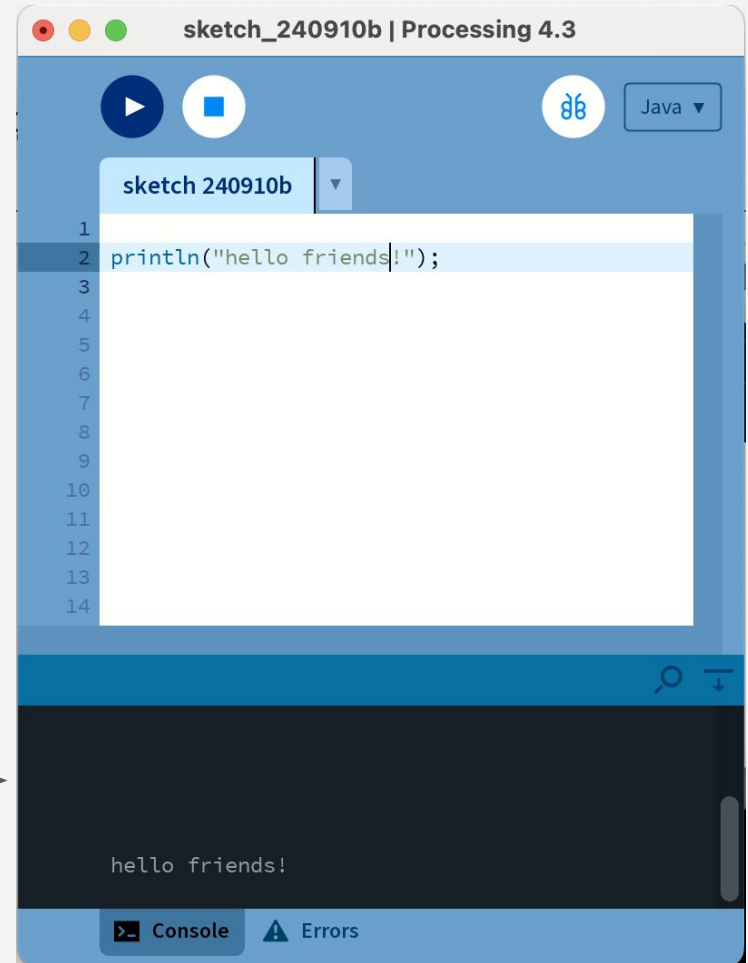 sketch_240910b | Processing 4.3
Java ▼
sketch 240910b ▼
1
2 println("hello friends!");
3
4
5
6
7
8
9
10
11
12
13
14
hello friends!
Console Errors